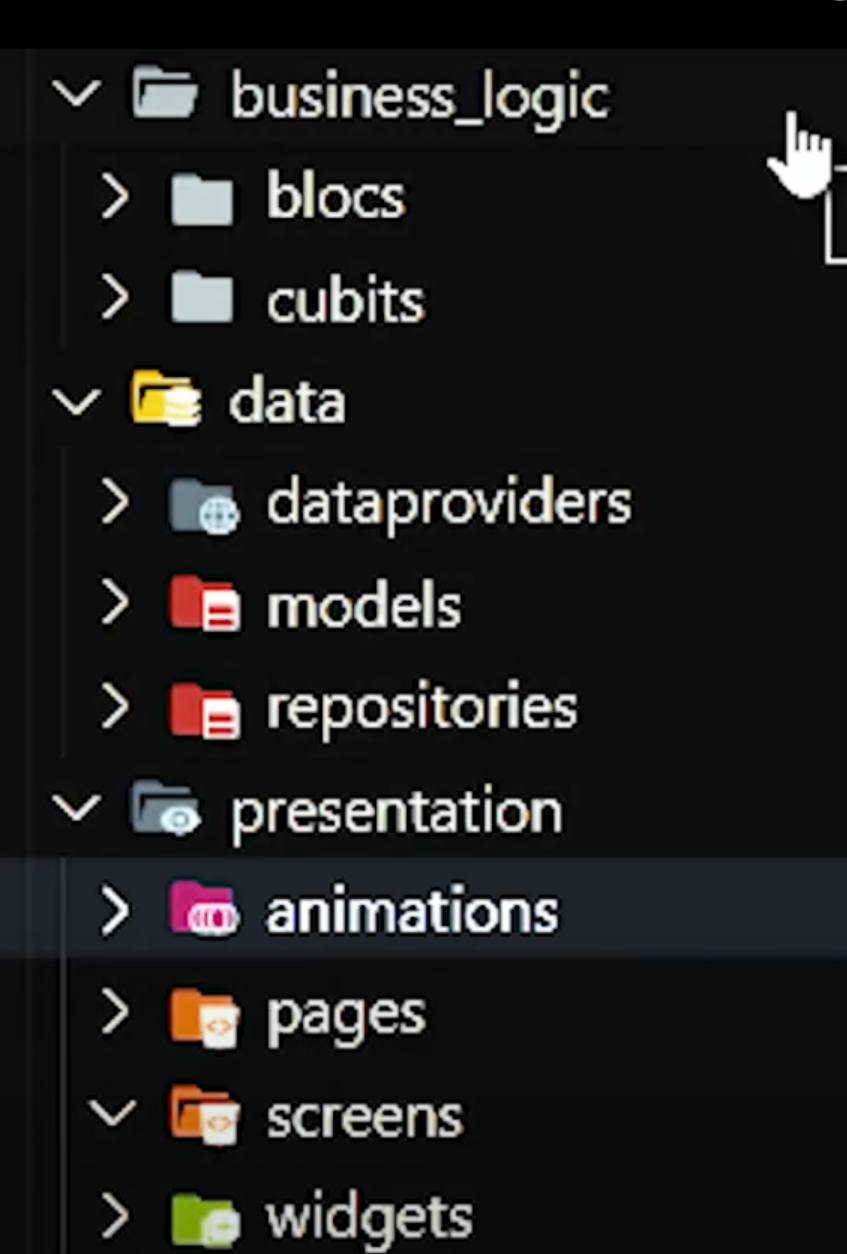 business_logic
blocs
cubits
data
dataproviders
models
repositories
presentation
animations
pages
screens
widgets